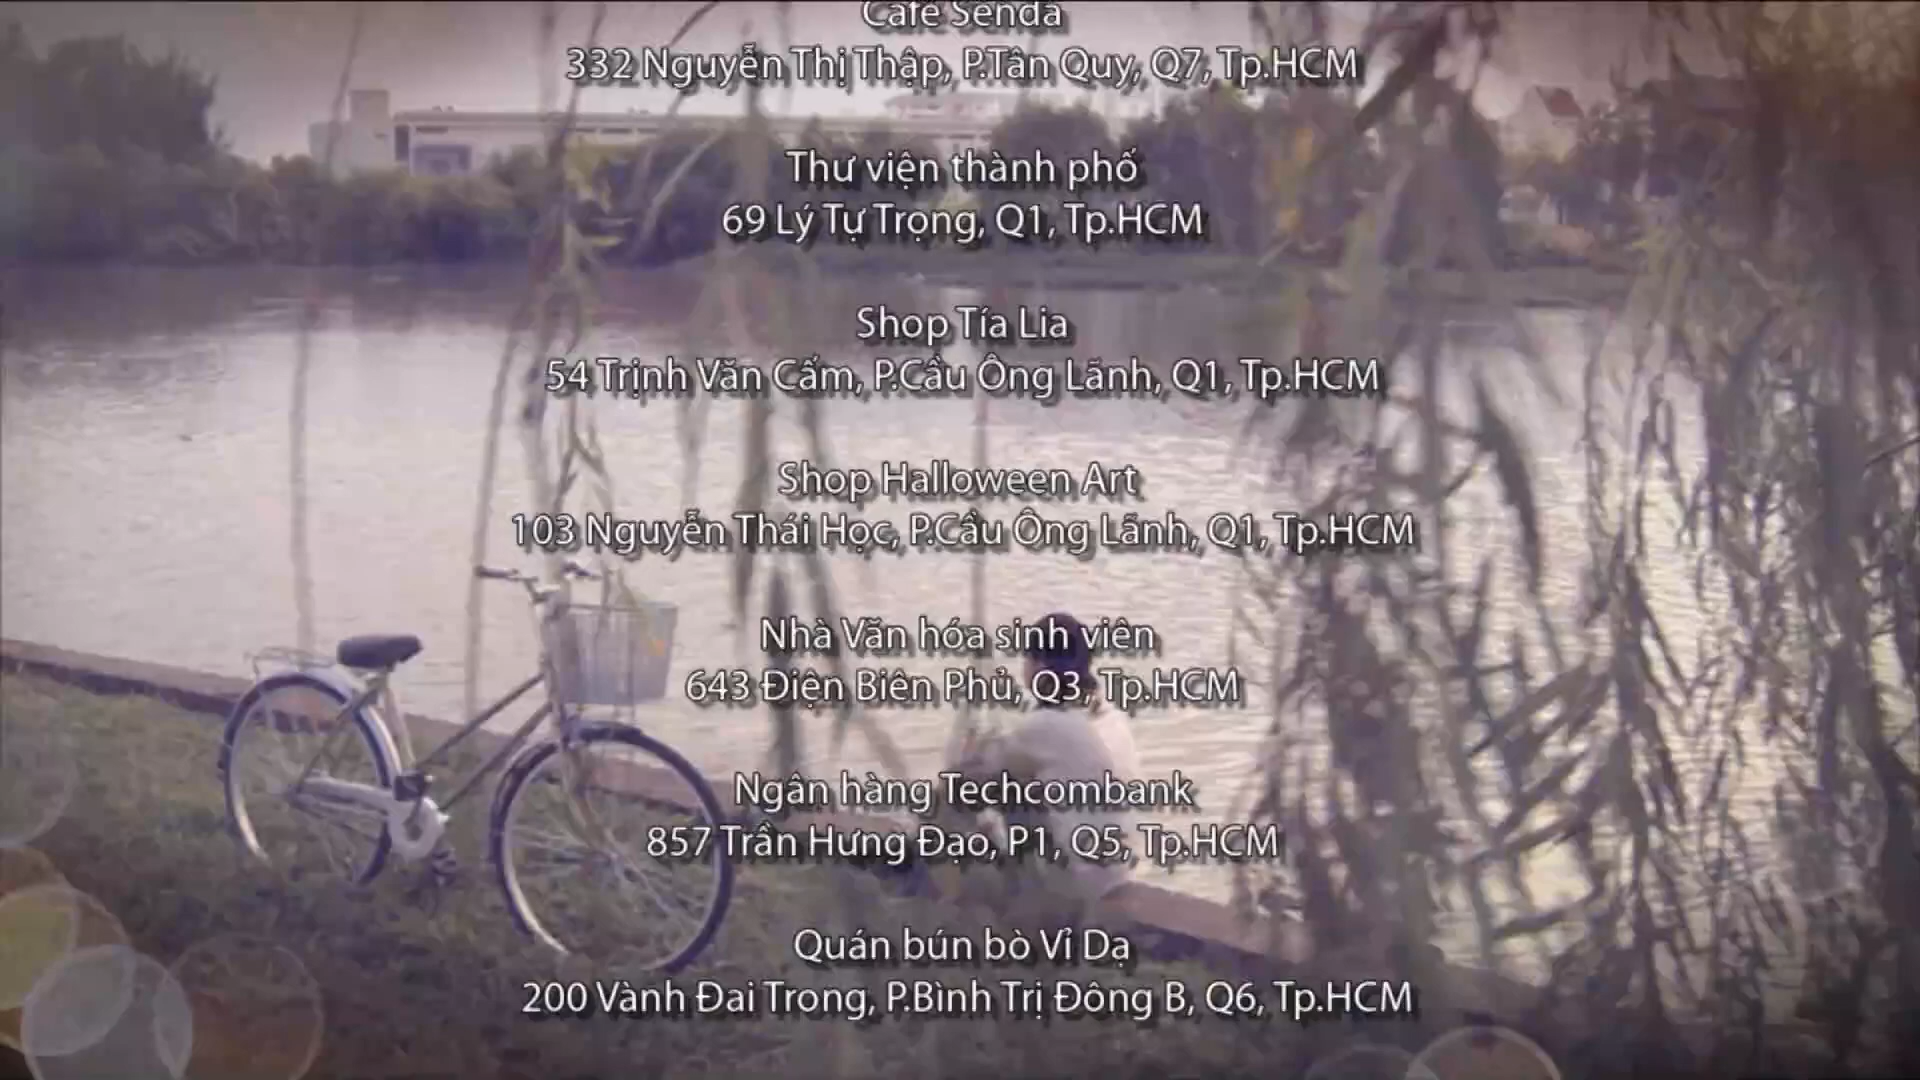 Cafe Senda
332 Nguyễn Thị Thập, P.Tân Quy, Q7, Tp.HCM
Thư viện thành phố
69 Lý Tự Trọng, Q1, Tp.HCM
Shop Tía Lia
54 Trịnh Văn Cấm, P.Cầu Ông Lãnh, Q1, Tp.HCM
Shop Halloween Art
103 Nguyễn Thái Học, P.Cầu Ông Lãnh, Q1, Tp.HCM
Nhà Văn hóa sinh viên
643 Điện Biên Phủ, Q3, Tp.HCM
Ngân hàng Techcombank
857 Trần Hưng Đạo, P1, Q5, Tp.HCM
Quán bún bò Vỉ Dạ
200 Vành Đai Trong, P.Bình Trị Đông B, Q6, Tp.HCM